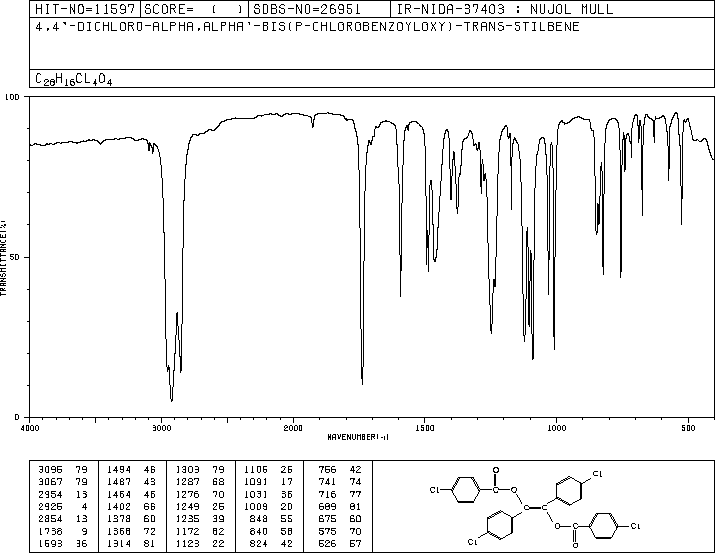 HIT-NO=11597 SCORE= ( ) SDBS-NO=26951 IR-NIDA-37403 : NUJOL MULL
4,4'-DICHLORO-ALPHA,ALPHA'-BIS(P-CHLOROBENZOYLOXY)-TRANS-STILBENE
C28H16CL4O4
100
50
0
TRANSMITTANCE(%)
4000 3000 2000 1500 1000 500
WAVENUMBER(-1)
3095 79 1494 46 1303 79 1106 26 756 42
3067 79 1487 43 1287 68 1091 17 741 74
2954 13 1464 46 1276 70 1031 36 716 77
2925 4 1402 66 1249 25 1009 20 689 81
2854 13 1378 60 1235 39 848 55 675 60
1736 9 1368 72 1172 62 840 58 575 70
1593 36 1314 81 1123 22 824 42 526 57
O
Cl C O Cl
Cl O C Cl
O